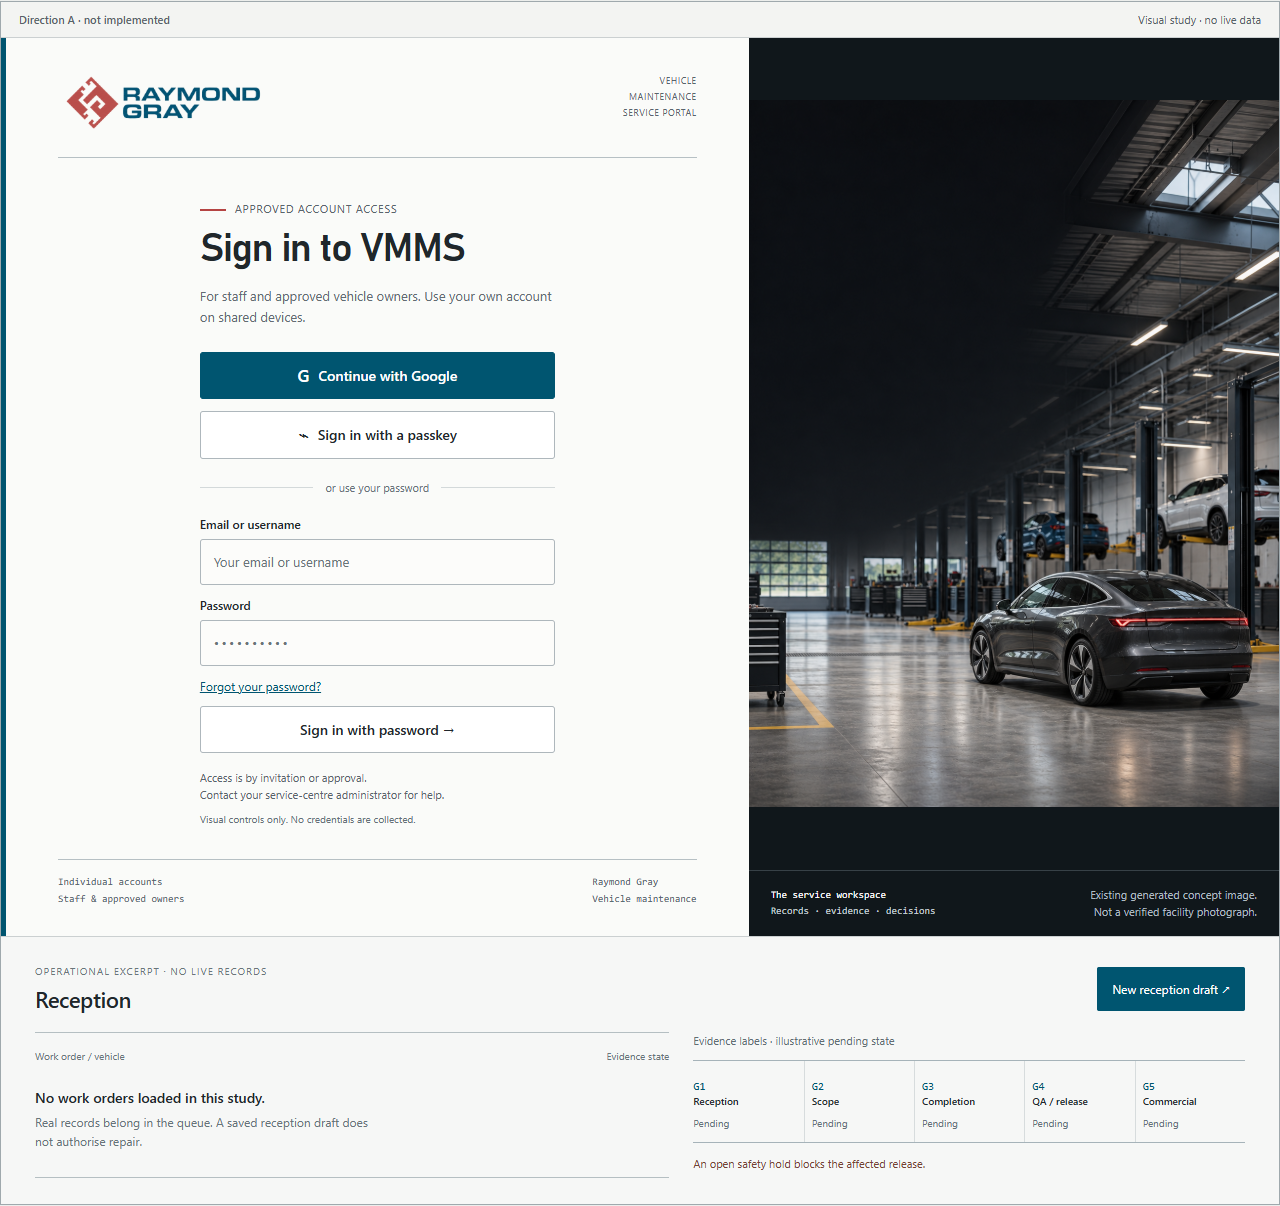 Direction A · not implemented
Visual study · no live data
RAYMOND
GRAY
VEHICLE
MAINTENANCE
SERVICE PORTAL
APPROVED ACCOUNT ACCESS
Sign in to VMMS
For staff and approved vehicle owners. Use your own account
on shared devices.
G Continue with Google
Sign in with a passkey
or use your password
Email or username
Your email or username
Password
••••••••••
Forgot your password?
Sign in with password →
Access is by invitation or approval.
Contact your service-centre administrator for help.
Visual controls only. No credentials are collected.
Individual accounts
Staff & approved owners
Raymond Gray
Vehicle maintenance
The service workspace
Records · evidence · decisions
Existing generated concept image.
Not a verified facility photograph.
OPERATIONAL EXCERPT · NO LIVE RECORDS
Reception
New reception draft ↗
Work order / vehicle
Evidence state
No work orders loaded in this study.
Real records belong in the queue. A saved reception draft does
not authorise repair.
Evidence labels · illustrative pending state
G1
Reception
Pending
G2
Scope
Pending
G3
Completion
Pending
G4
QA / release
Pending
G5
Commercial
Pending
An open safety hold blocks the affected release.